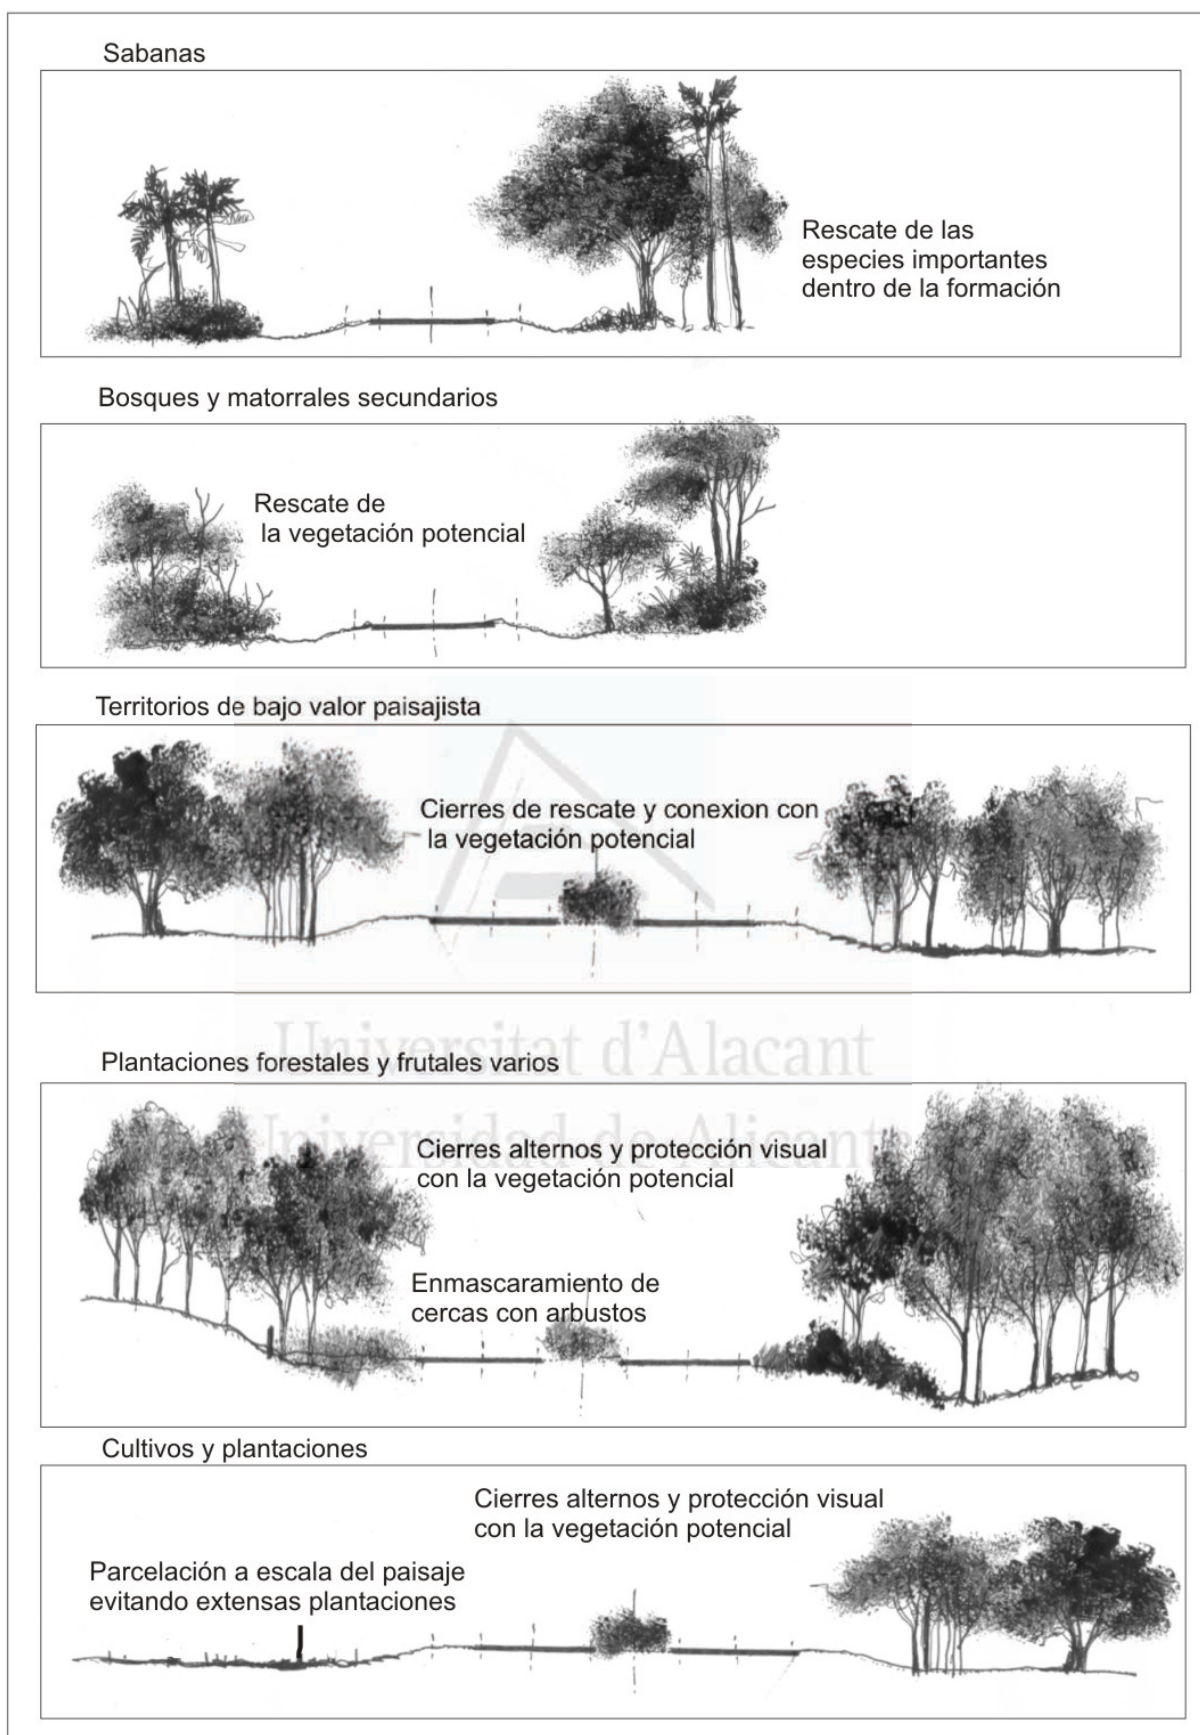 Sabanas
Rescate de las
especies importantes
dentro de la formación
Bosques y matorrales secundarios
Rescate de
la vegetación potencial
Territorios de bajo valor paisajista
Cierres de rescate y conexion con
la vegetación potencial
Universitat d'Alacant
Plantaciones forestales y frutales varios
Universidad de Alicante
Cierres alternos y protección visual
con la vegetación potencial
Enmascaramiento de
cercas con arbustos
Cultivos y plantaciones
Cierres alternos y protección visual
con la vegetación potencial
Parcelación a escala del paisaje
evitando extensas plantaciones